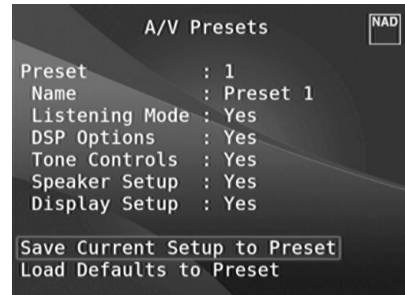 A/V Presets
NAD
Preset : 1
Name : Preset 1
Listening Mode : Yes
DSP Options : Yes
Tone Controls : Yes
Speaker Setup : Yes
Display Setup : Yes
Save Current Setup to Preset
Load Defaults to Preset